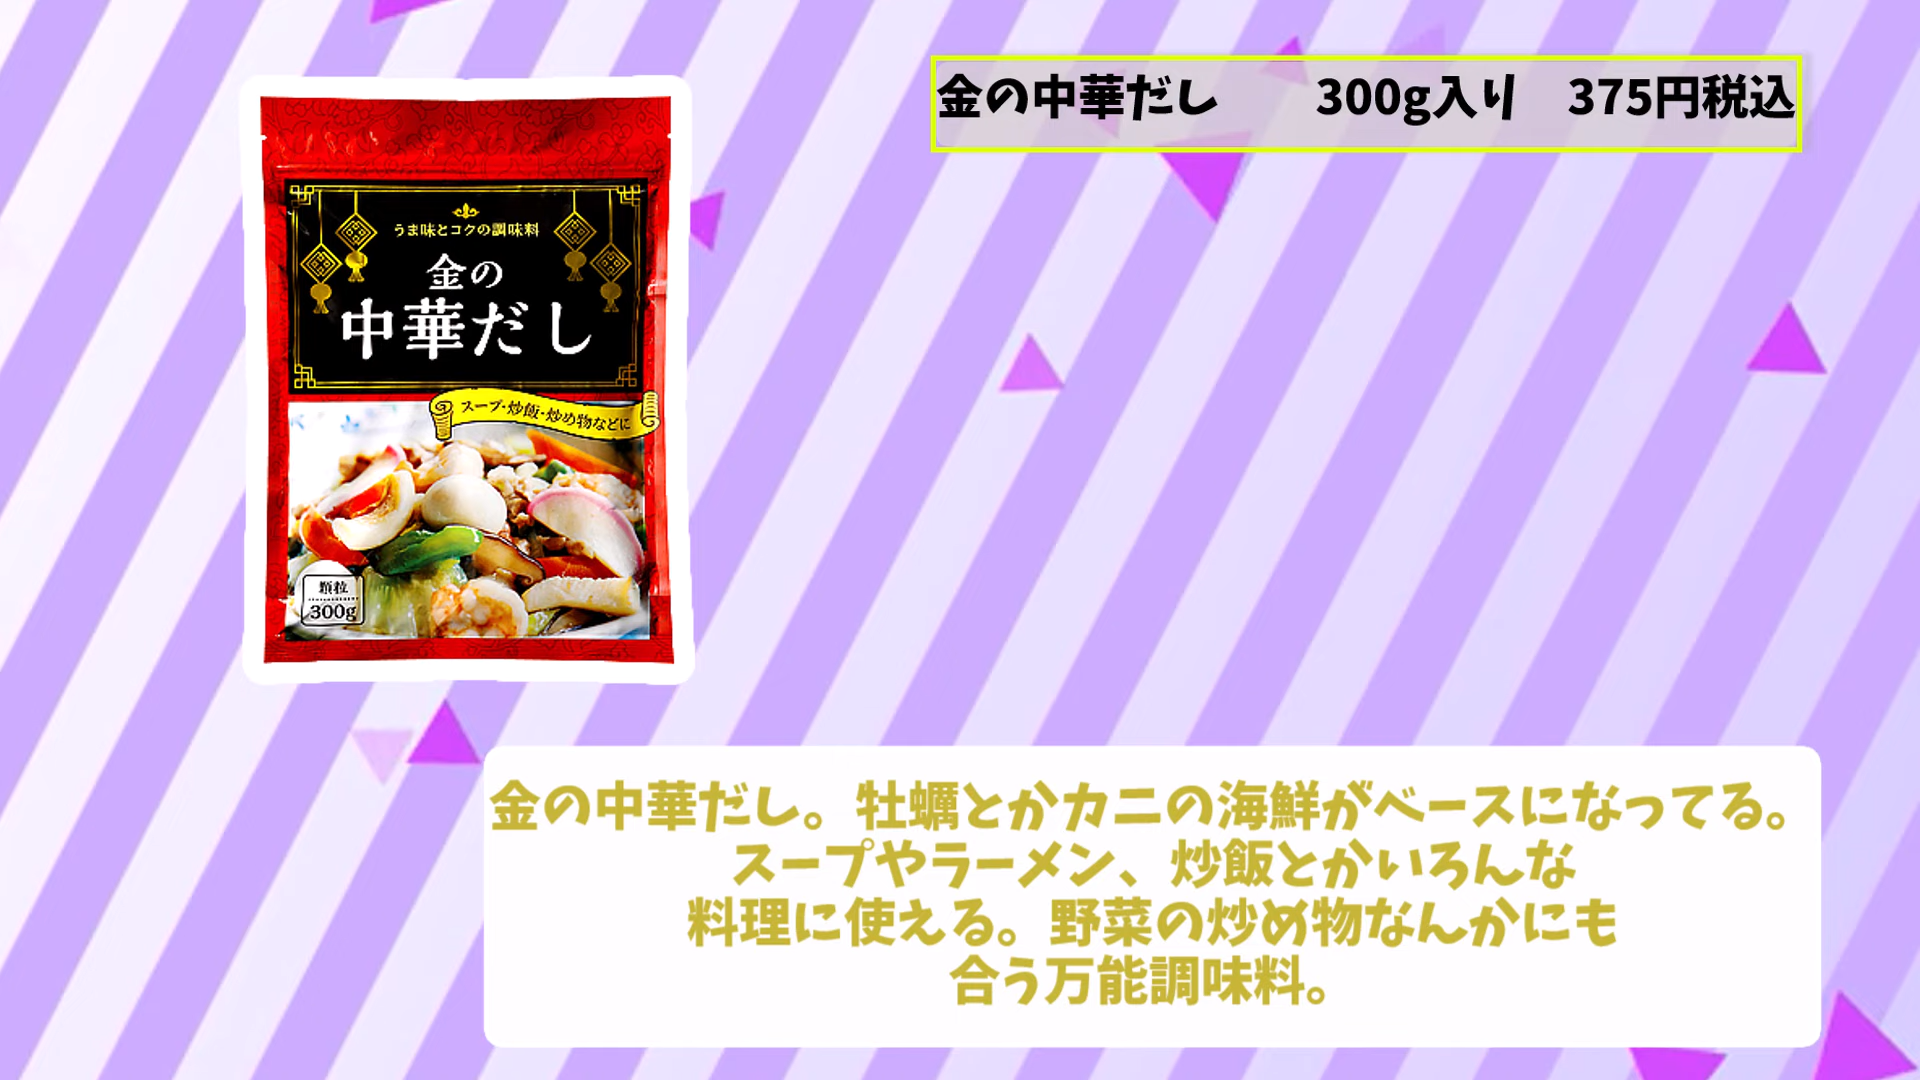 金の中華だし　　300g入り　375円税込
うま味とコクの調味料
金の
中華だし
スープ・炒飯・炒め物などに
顆粒
300g
金の中華だし。牡蠣とかカニの海鮮がベースになってる。
スープやラーメン、炒飯とかいろんな
料理に使える。野菜の炒め物なんかにも
合う万能調味料。